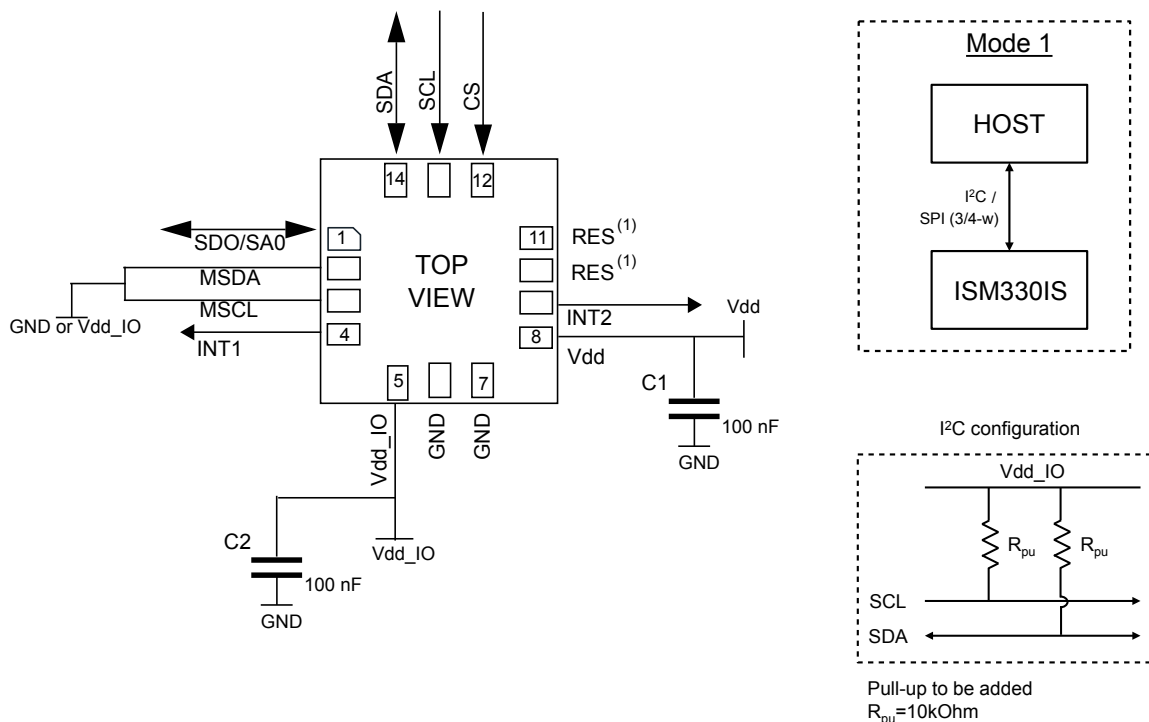 SDA
SCL
CS
14
12
SDO/SA0
1
MSDA
MSCL
GND or Vdd_IO
INT1
4
TOP
VIEW
11
RES(1)
RES(1)
INT2
8
Vdd
Vdd
5
7
Vdd_IO
GND
GND
C1
100 nF
GND
C2
100 nF
GND
Vdd_IO
Mode 1
HOST
I²C /
SPI (3/4-w)
ISM330IS
I²C configuration
Vdd_IO
Rpu
Rpu
SCL
SDA
Pull-up to be added
Rpu=10kOhm